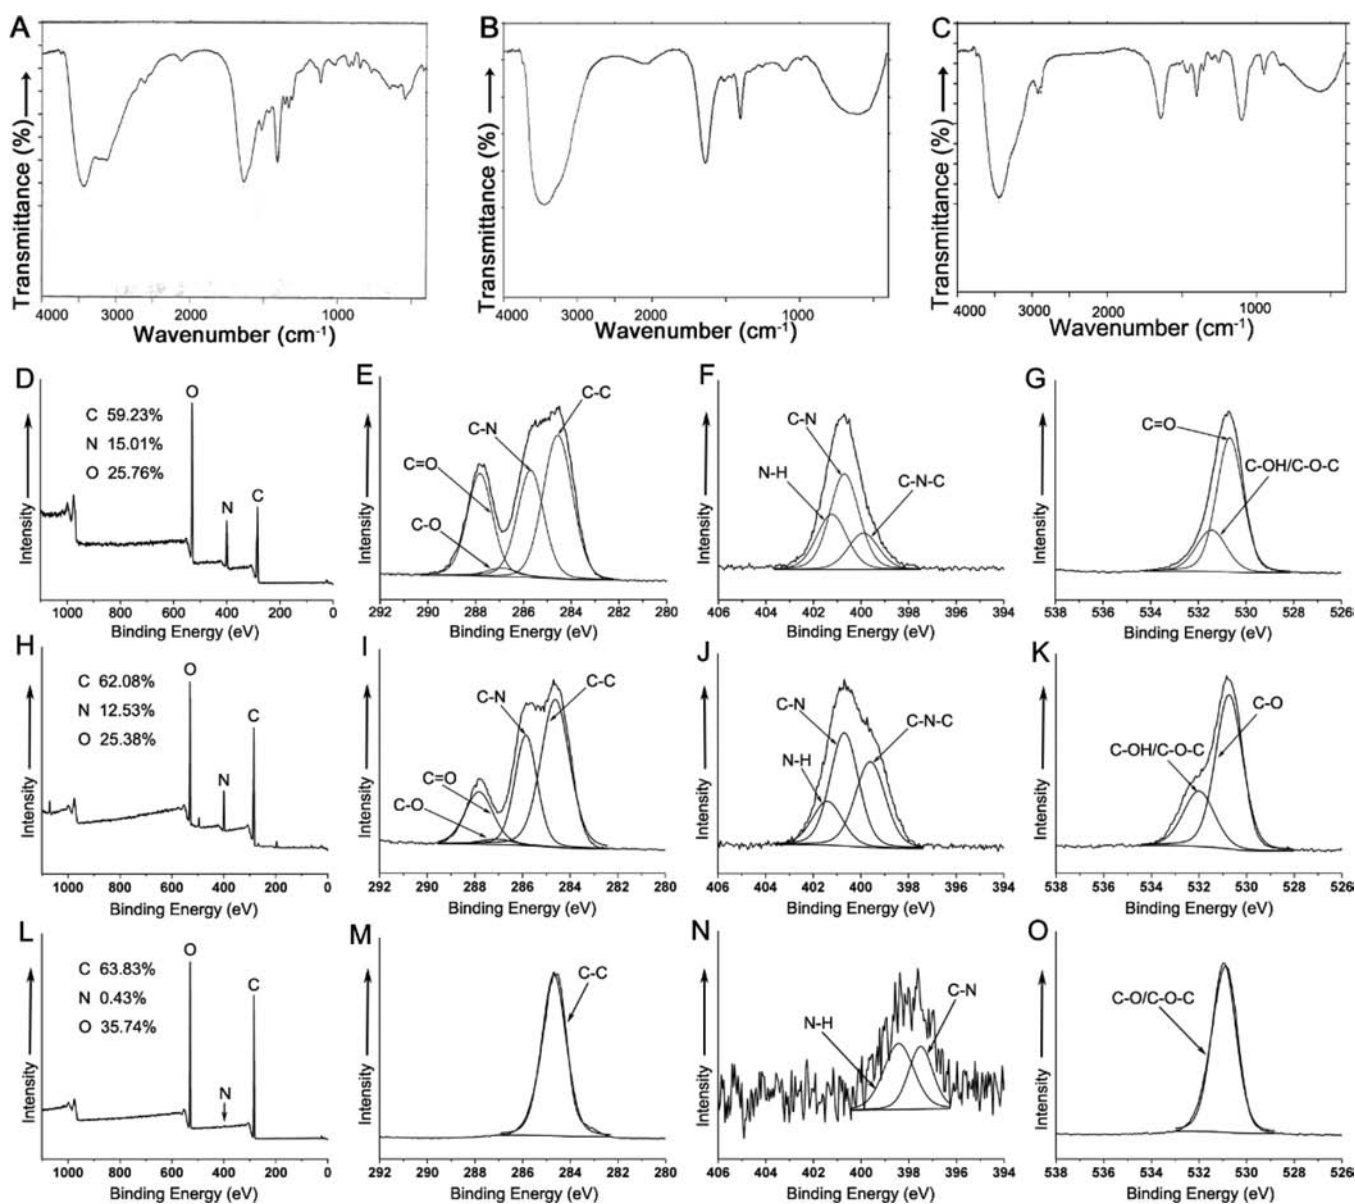 A
Transmittance (%)
4000 3000 2000 1000
Wavenumber (cm⁻¹)
B
Transmittance (%)
4000 3000 2000 1000
Wavenumber (cm⁻¹)
C
Transmittance (%)
4000 3000 2000 1000
Wavenumber (cm⁻¹)
D
Intensity
C 59.23%
N 15.01%
O 25.76%
O
N
C
1000 800 600 400 200 0
Binding Energy (eV)
E
Intensity
C-C
C-N
C=O
C-O
292 290 288 286 284 282 280
Binding Energy (eV)
F
Intensity
C-N
N-H
C-N-C
406 404 402 400 398 396 394
Binding Energy (eV)
G
Intensity
C=O
C-OH/C-O-C
538 536 534 532 530 528 526
Binding Energy (eV)
H
Intensity
C 62.08%
N 12.53%
O 25.38%
O
N
C
1000 800 600 400 200 0
Binding Energy (eV)
I
Intensity
C-N
C-C
C=O
C-O
292 290 288 286 284 282 280
Binding Energy (eV)
J
Intensity
C-N
C-N-C
N-H
406 404 402 400 398 396 394
Binding Energy (eV)
K
Intensity
C-O
C-OH/C-O-C
538 536 534 532 530 528 526
Binding Energy (eV)
L
Intensity
C 63.83%
N 0.43%
O 35.74%
O
N
C
1000 800 600 400 200 0
Binding Energy (eV)
M
Intensity
C-C
292 290 288 286 284 282 280
Binding Energy (eV)
N
Intensity
C-N
N-H
406 404 402 400 398 396 394
Binding Energy (eV)
O
Intensity
C-O/C-O-C
538 536 534 532 530 528 526
Binding Energy (eV)